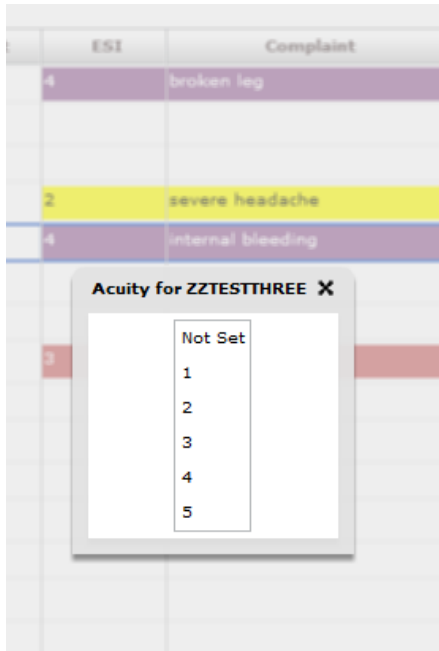 ESI Complaint
4 broken leg
2 severe headache
4 internal bleeding
Acuity for ZZTESTTHREE X
Not Set
1
2
3
3
4
5